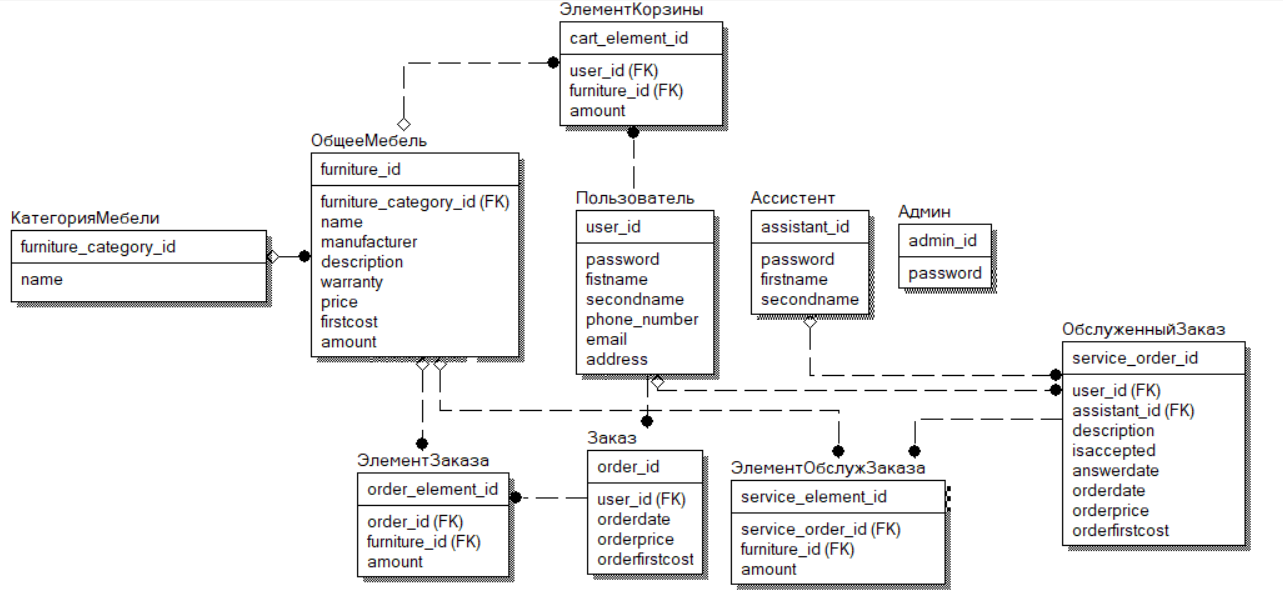 ЭлементКорзины
cart_element_id
user_id (FK)
furniture_id (FK)
amount
ОбщееМебель
furniture_id
furniture_category_id (FK)
name
manufacturer
description
warranty
price
firstcost
amount
КатегорияМебели
furniture_category_id
name
Пользователь
user_id
password
fistname
secondname
phone_number
email
address
Ассистент
assistant_id
password
firstname
secondname
Админ
admin_id
password
ОбслуженныйЗаказ
service_order_id
user_id (FK)
assistant_id (FK)
description
isaccepted
answerdate
orderdate
orderprice
orderfirstcost
ЭлементЗаказа
order_element_id
order_id (FK)
furniture_id (FK)
amount
Заказ
order_id
user_id (FK)
orderdate
orderprice
orderfirstcost
ЭлементОбслужЗаказа
service_element_id
service_order_id (FK)
furniture_id (FK)
amount